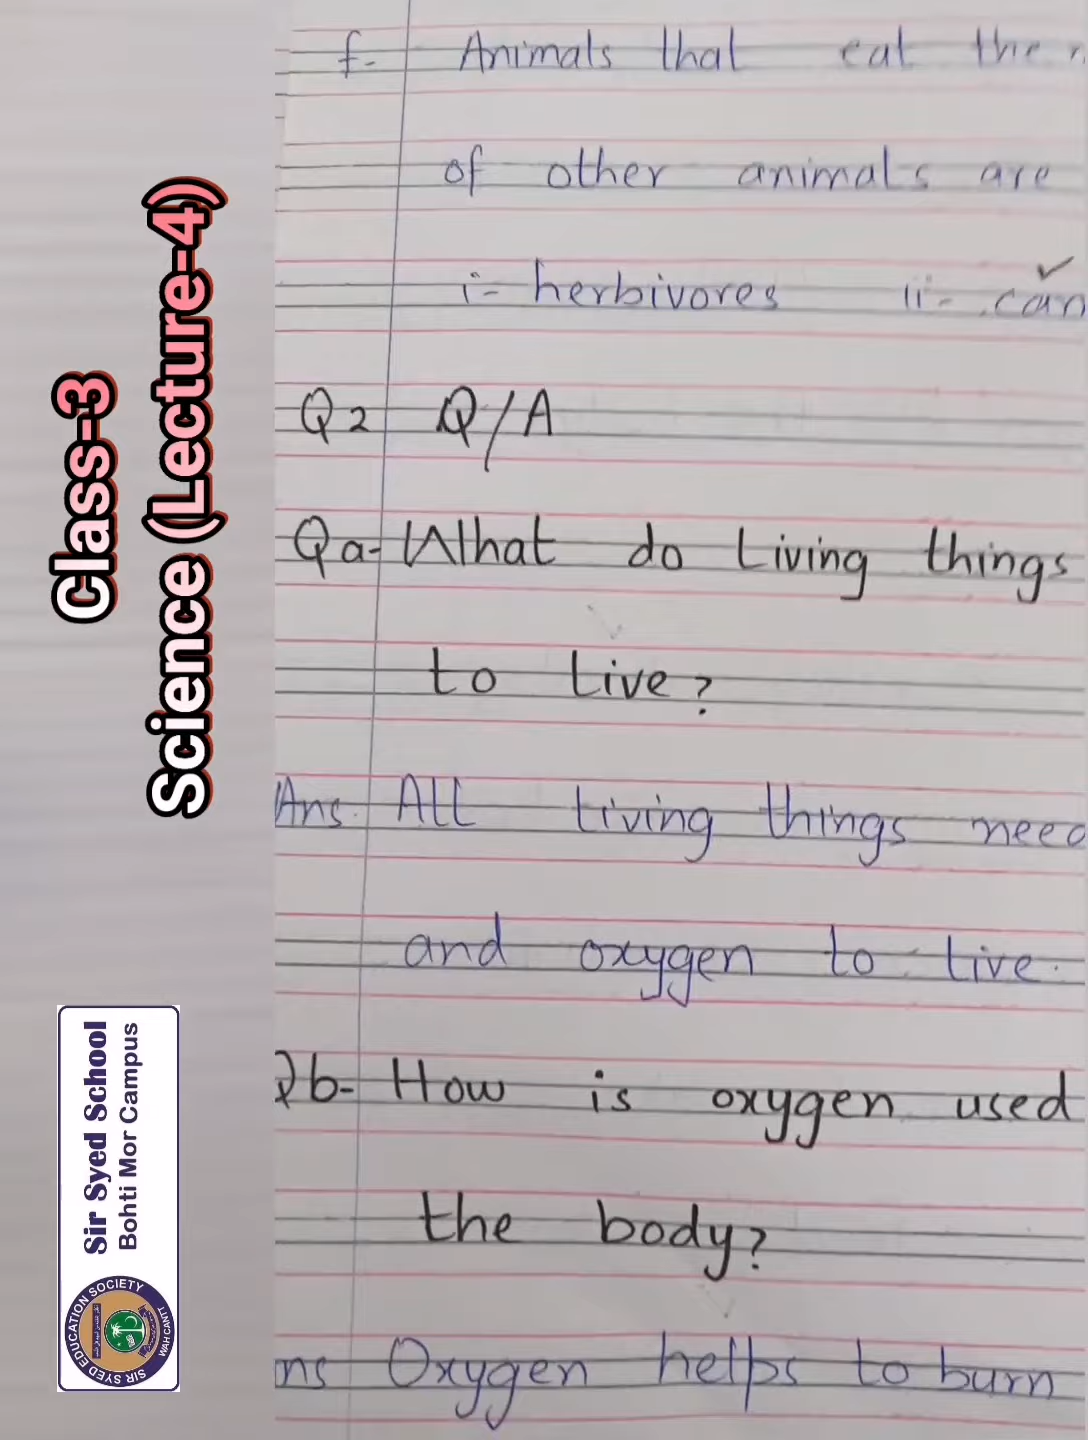 Class-3
Science (Lecture-4)
Sir Syed School
Bohti Mor Campus
SIR SYED EDUCATION SOCIETY
WAH CANTT
f- Animals that eat the
of other animals are
i- herbivores ii- can
Q2 Q/A
Qa- What do Living things
to Live?
Ans. All living things need
and oxygen to live.
Qb- How is oxygen used
the body?
ns Oxygen helps to burn